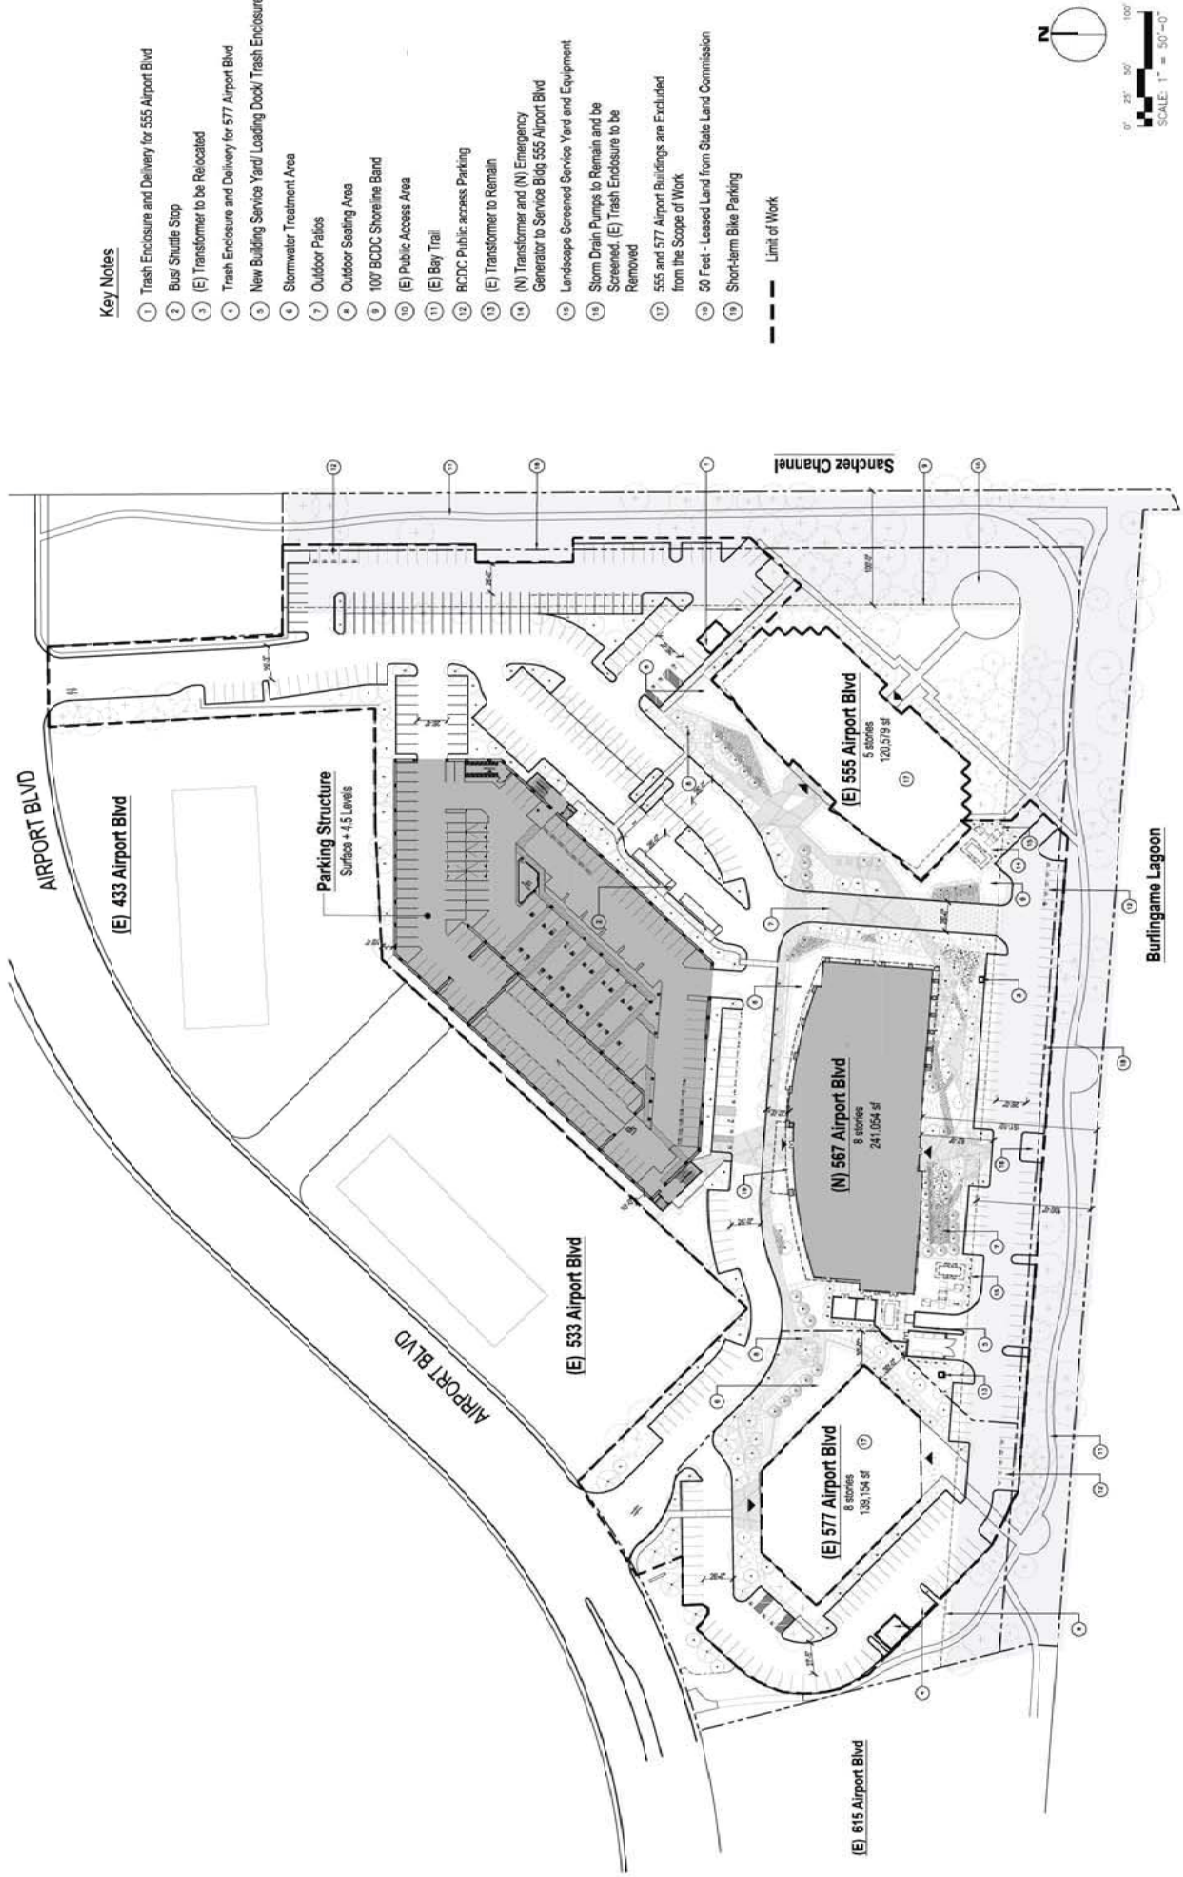 Key Notes
1 Trash Enclosure and Delivery for 555 Airport Blvd
2 Bus/ Shuttle Stop
3 (E) Transformer to be Relocated
Trash Enclosure and Delivery for 577 Airport Blvd
5 New Building Service Yard/ Loading Dock/ Trash Enclosure
6 Stormwater Treatment Area
7 Outdoor Patios
8 Outdoor Seating Area
9 100' BCDC Shoreline Band
10 (E) Public Access Area
11 (E) Bay Trail
12 BCDC Public access Parking
13 (E) Transformer to Remain
14 (N) Transformer and (N) Emergency
Generator to Service Bldg 555 Airport Blvd
15 Landscape Screened Service Yard and Equipment
16 Storm Drain Pumps to Remain and be
Screened. (E) Trash Enclosure to be
Removed
17 555 and 577 Airport Buildings are Excluded
from the Scope of Work
50 Feet - Leased Land from State Land Commission
19 Short-term Bike Parking
Limit of Work
N
0' 25' 50' 100'
SCALE: 1" = 50'-0"
AIRPORT BLVD
(E) 433 Airport Blvd
Parking Structure
Surface + 4.5 Levels
Sanchez Channel
(E) 555 Airport Blvd
5 stories
120,579 sf
17
AIRPORT BLVD
(E) 533 Airport Blvd
(N) 567 Airport Blvd
8 stories
241,054 sf
Burlingame Lagoon
(E) 577 Airport Blvd
8 stories
139,154 sf
17
(E) 615 Airport Blvd